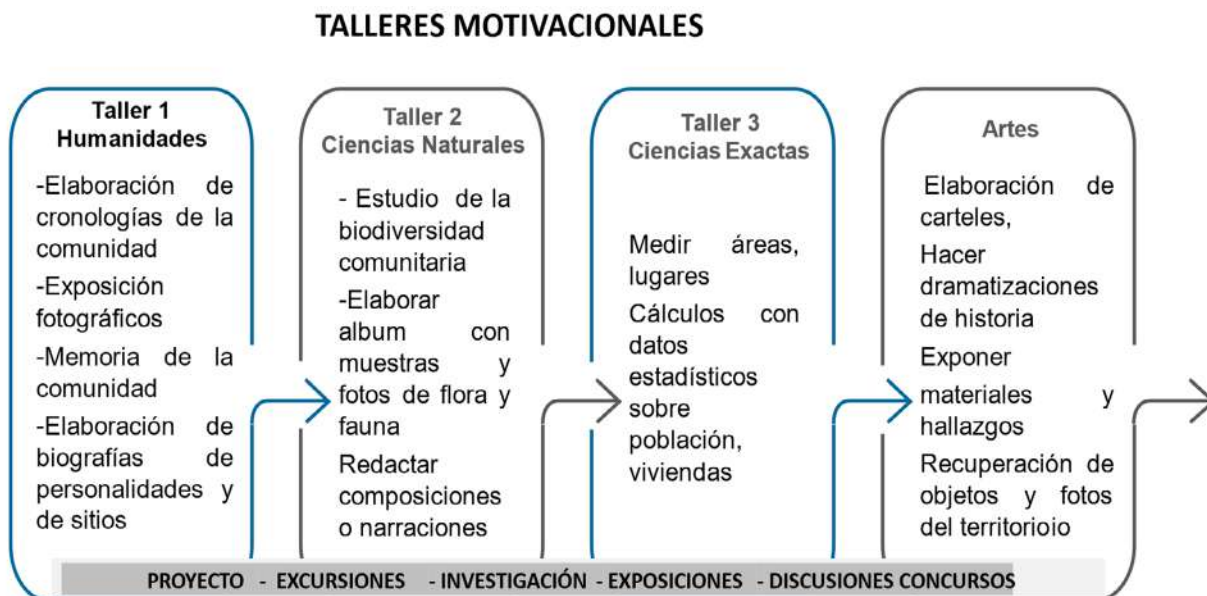 TALLERES MOTIVACIONALES
Taller 1
Humanidades
-Elaboración de
cronologías de la
comunidad
-Exposición
fotográficos
-Memoria de la
comunidad
-Elaboración de
biografías de
personalidades y
de sitios
Taller 2
Ciencias Naturales
- Estudio de la
biodiversidad
comunitaria
-Elaborar
album con
muestras y
fotos de flora y
fauna
Redactar
composiciones
o narraciones
Taller 3
Ciencias Exactas
Medir áreas,
lugares
Cálculos con
datos
estadísticos
sobre
población,
viviendas
Artes
Elaboración de
carteles,
Hacer
dramatizaciones
de historia
Exponer
materiales y
hallazgos
Recuperación de
objetos y fotos
del territorioio
PROYECTO - EXCURSIONES - INVESTIGACIÓN - EXPOSICIONES - DISCUSIONES CONCURSOS